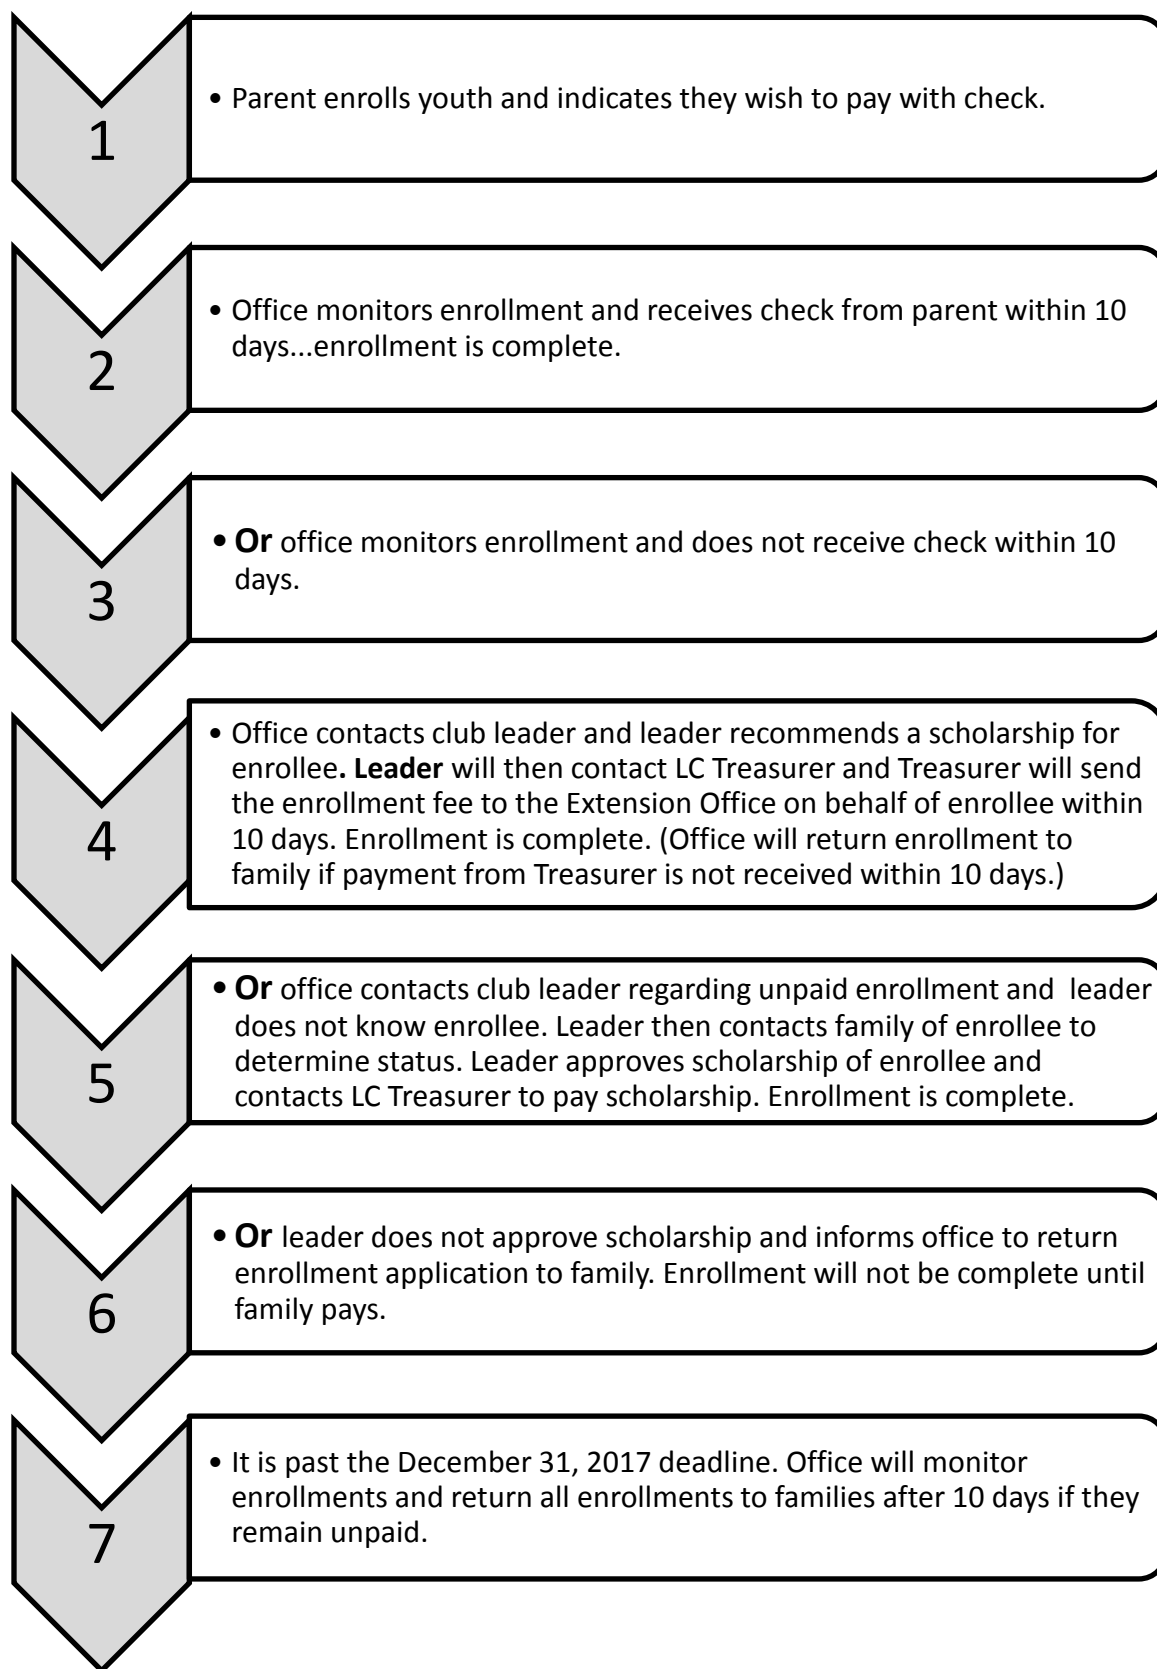 1
• Parent enrolls youth and indicates they wish to pay with check.
2
• Office monitors enrollment and receives check from parent within 10
days...enrollment is complete.
3
• Or office monitors enrollment and does not receive check within 10
days.
4
• Office contacts club leader and leader recommends a scholarship for
enrollee. Leader will then contact LC Treasurer and Treasurer will send
the enrollment fee to the Extension Office on behalf of enrollee within
10 days. Enrollment is complete. (Office will return enrollment to
family if payment from Treasurer is not received within 10 days.)
5
• Or office contacts club leader regarding unpaid enrollment and  leader
does not know enrollee. Leader then contacts family of enrollee to
determine status. Leader approves scholarship of enrollee and
contacts LC Treasurer to pay scholarship. Enrollment is complete.
6
• Or leader does not approve scholarship and informs office to return
enrollment application to family. Enrollment will not be complete until
family pays.
7
• It is past the December 31, 2017 deadline. Office will monitor
enrollments and return all enrollments to families after 10 days if they
remain unpaid.